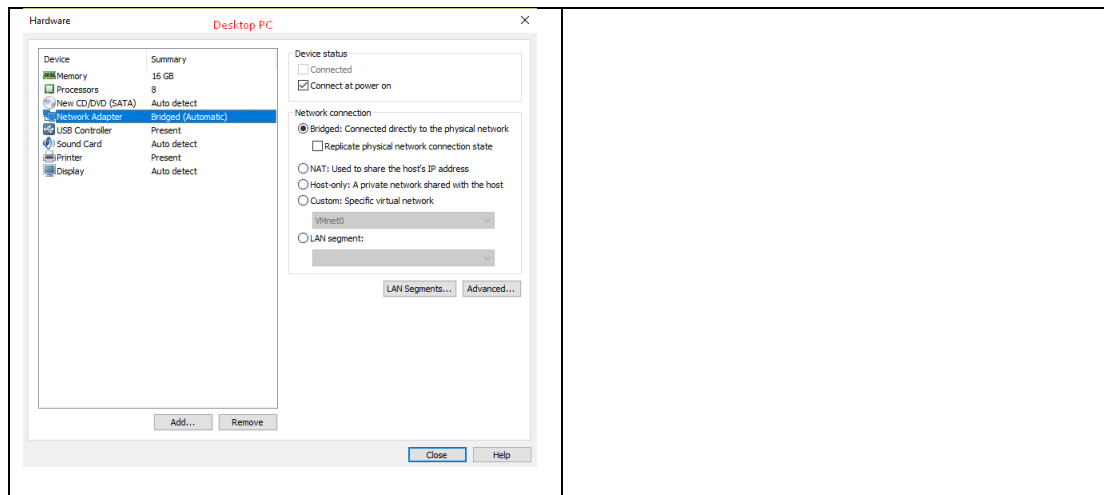 Hardware
Desktop PC
Device Summary
Memory 16 GB
Processors 8
New CD/DVD (SATA) Auto detect
Network Adapter Bridged (Automatic)
USB Controller Present
Sound Card Auto detect
Printer Present
Display Auto detect
Add... Remove
Device status
Connected
Connect at power on
Network connection
Bridged: Connected directly to the physical network
Replicate physical network connection state
NAT: Used to share the host's IP address
Host-only: A private network shared with the host
Custom: Specific virtual network
VMnet0
LAN segment:
LAN Segments... Advanced...
Close Help